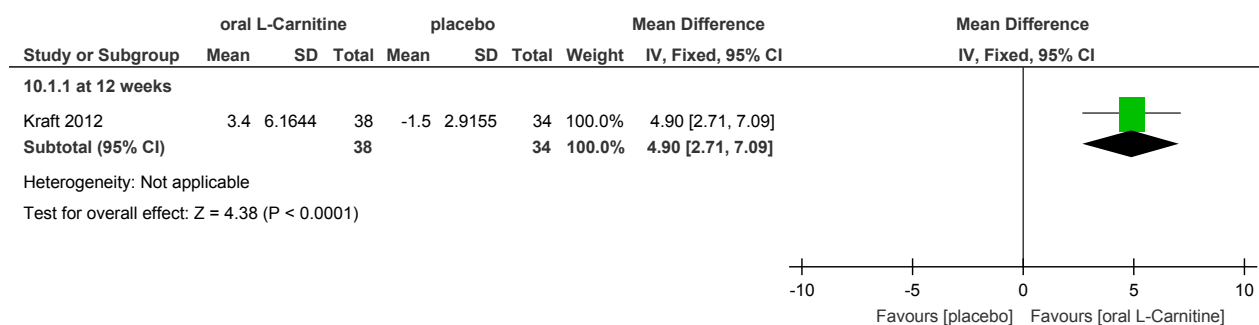 oral L-Carnitine placebo Mean Difference Mean Difference
Study or Subgroup Mean SD Total Mean SD Total Weight IV, Fixed, 95% CI IV, Fixed, 95% CI
10.1.1 at 12 weeks
Kraft 2012 3.4 6.1644 38 -1.5 2.9155 34 100.0% 4.90 [2.71, 7.09]
Subtotal (95% CI) 38 34 100.0% 4.90 [2.71, 7.09]
Heterogeneity: Not applicable
Test for overall effect: Z = 4.38 (P < 0.0001)
-10 -5 0 5 10
Favours [placebo] Favours [oral L-Carnitine]